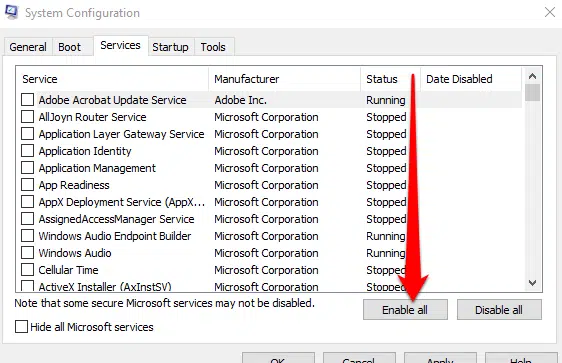 System Configuration
General Boot Services Startup Tools
Service Manufacturer Status Date Disabled
Adobe Acrobat Update Service Adobe Inc. Running
AllJoyn Router Service Microsoft Corporation Stopped
Application Layer Gateway Service Microsoft Corporation Stopped
Application Identity Microsoft Corporation Stopped
Application Management Microsoft Corporation Stopped
App Readiness Microsoft Corporation Stopped
AppX Deployment Service (AppX... Microsoft Corporation Stopped
AssignedAccessManager Service Microsoft Corporation Stopped
Windows Audio Endpoint Builder Microsoft Corporation Running
Windows Audio Microsoft Corporation Running
Cellular Time Microsoft Corporation Stopped
ActiveX Installer (AxInstSV) Microsoft Corporation Stopped
Note that some secure Microsoft services may not be disabled.
Enable all Disable all
Hide all Microsoft services
OK Cancel Apply Help